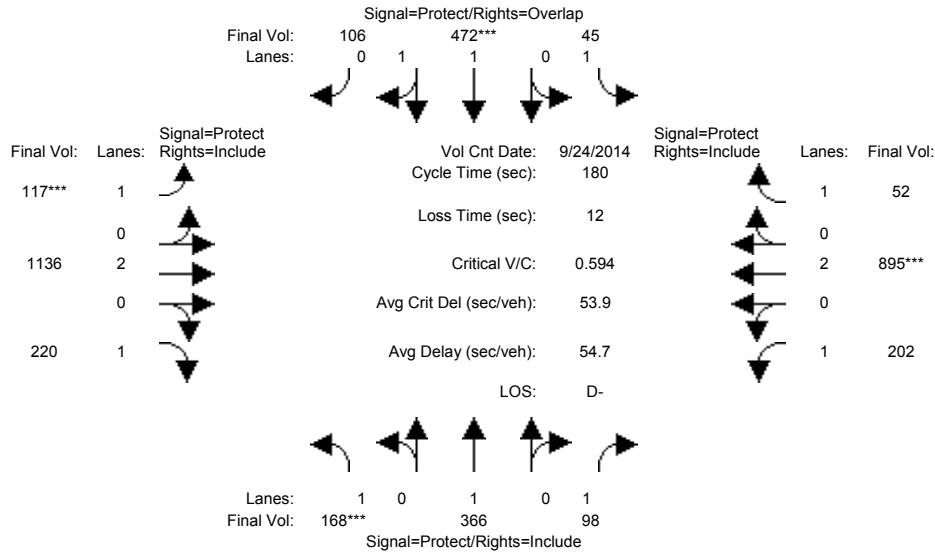 Signal=Protect/Rights=Overlap
Final Vol: 106 472*** 45
Lanes: 0 1 1 0 1
Signal=Protect Signal=Protect
Final Vol: Lanes: Rights=Include Vol Cnt Date: 9/24/2014 Rights=Include Lanes: Final Vol:
Cycle Time (sec): 180
117*** 1 1 52
Loss Time (sec): 12
0 0
1136 2 Critical V/C: 0.594 2 895***
0 Avg Crit Del (sec/veh): 53.9 0
220 1 Avg Delay (sec/veh): 54.7 1 202
LOS: D-
Lanes: 1 0 1 0 1
Final Vol: 168*** 366 98
Signal=Protect/Rights=Include